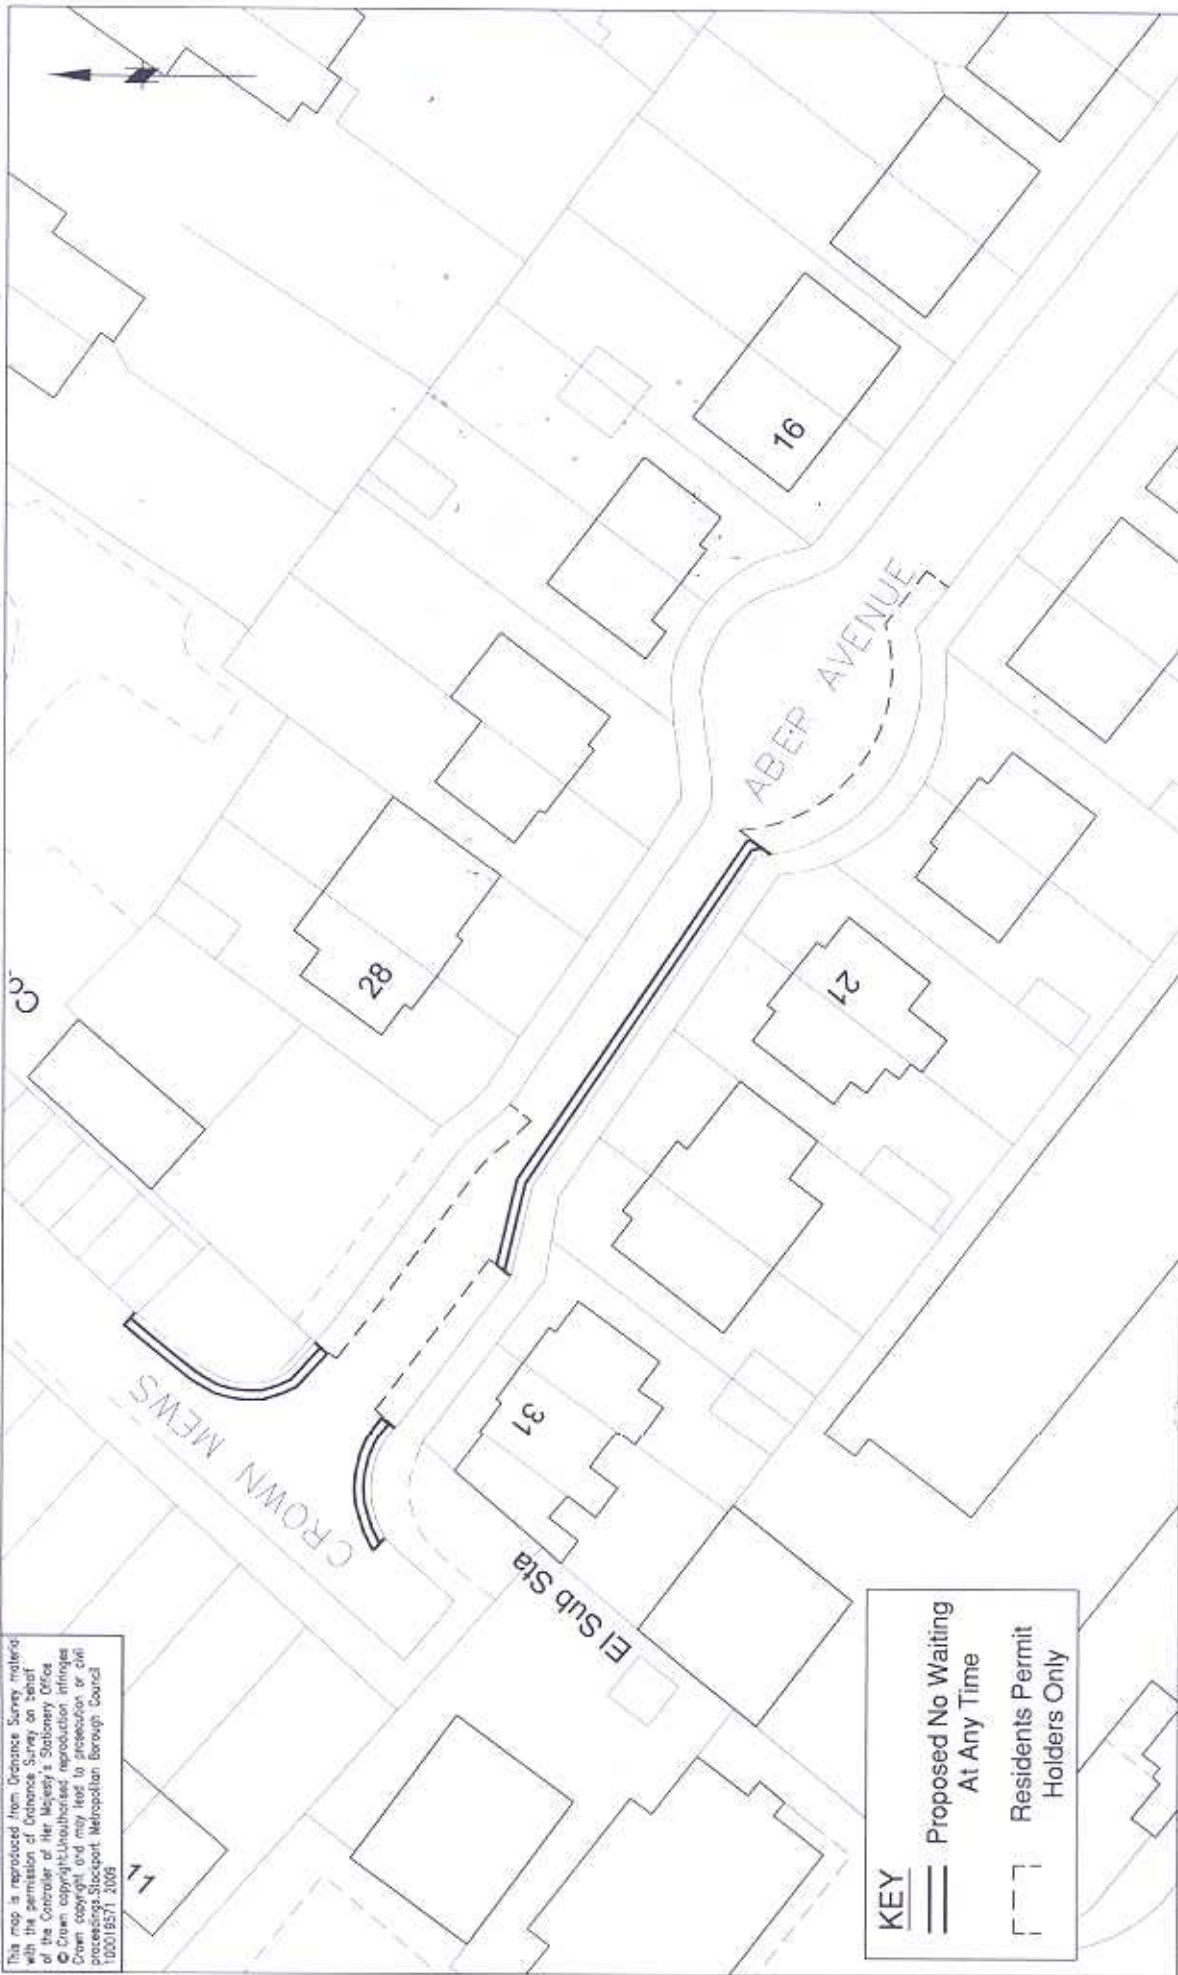 This map is reproduced from Ordnance Survey material
with the permission of Ordnance Survey on behalf
of the Controller of Her Majesty's Stationery Office
© Crown copyright.Unauthorised reproduction infringes
Crown copyright and may lead to prosecution or civil
proceedings.Stockport Metropolitan Borough Council
100019571 2009
11
CROWN MEWS
El Sub Sta
31
28
21
ABER AVENUE
16
KEY
Proposed No Waiting
At Any Time
Residents Permit
Holders Only